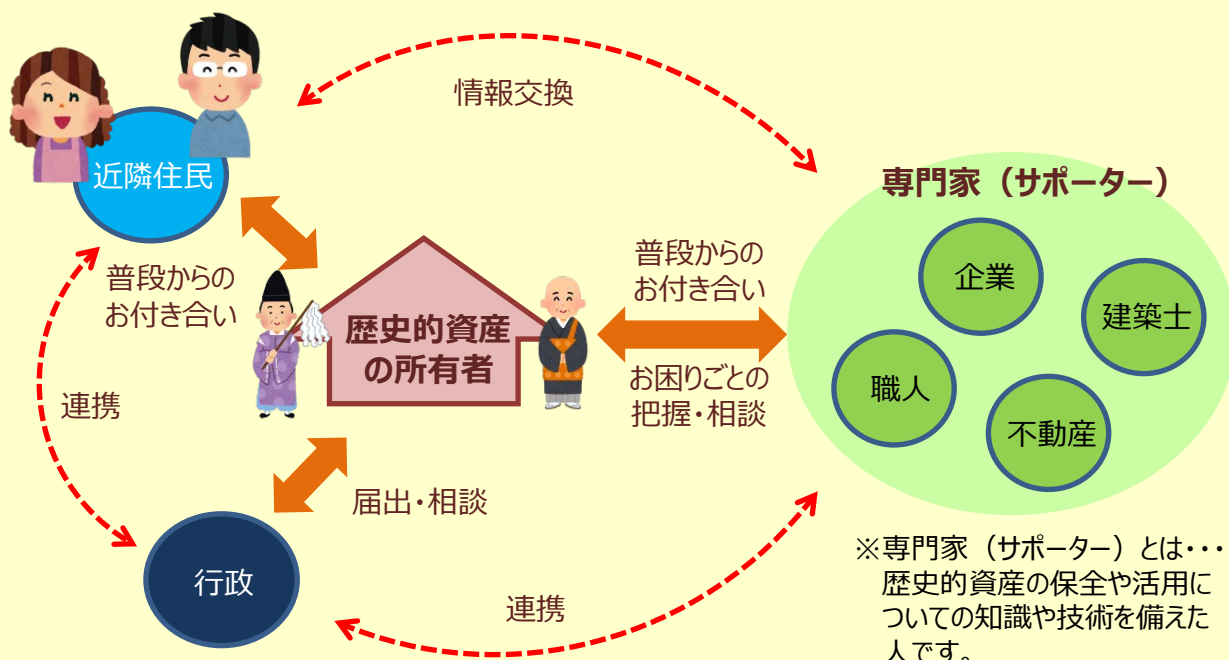 情報交換
近隣住民
専門家（サポーター）
企業
建築士
職人
不動産
普段からの
お付き合い
歴史的資産
の所有者
普段からの
お付き合い
お困りごとの
把握・相談
連携
届出・相談
行政
連携
※専門家（サポーター）とは・・・
歴史的資産の保全や活用に
ついての知識や技術を備えた
人です。